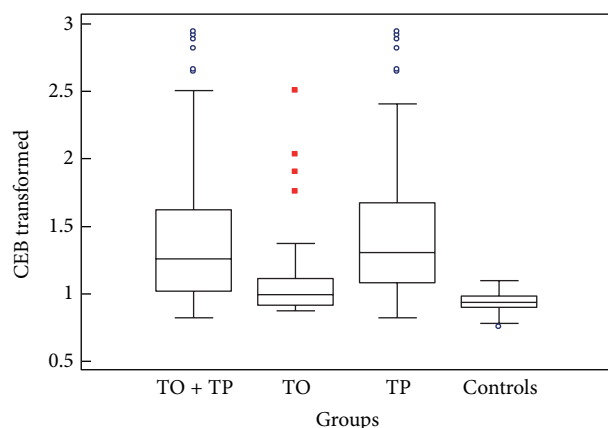 3
2.5
2
1.5
1
0.5
CEB transformed
TO + TP TO TP Controls
Groups